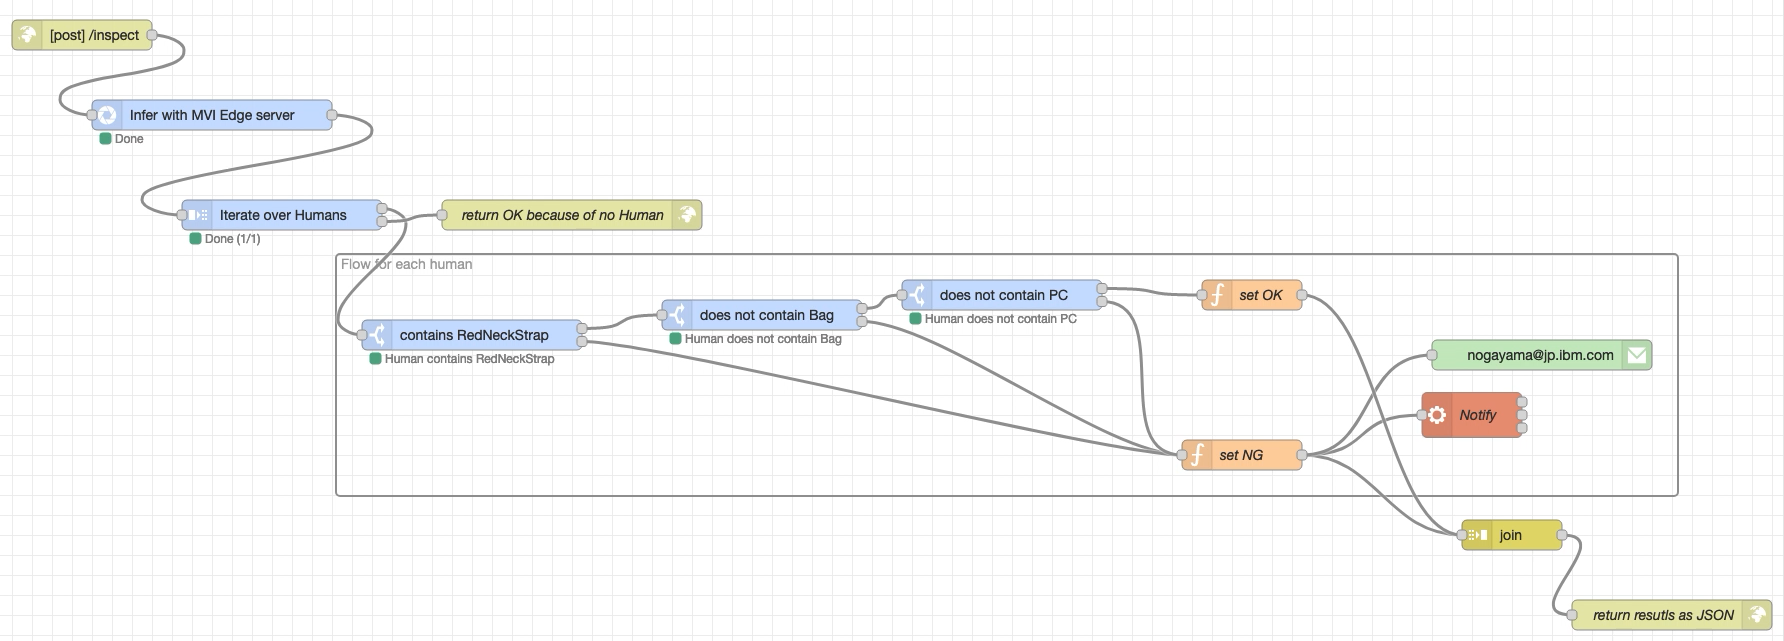 [post] /inspect
Infer with MVI Edge server
Done
Iterate over Humans
return OK because of no Human
Done (1/1)
Flow for each human
does not contain PC
set OK
Human does not contain PC
does not contain Bag
Human does not contain Bag
contains RedNeckStrap
Human contains RedNeckStrap
nogayama@jp.ibm.com
Notify
set NG
join
return resutls as JSON